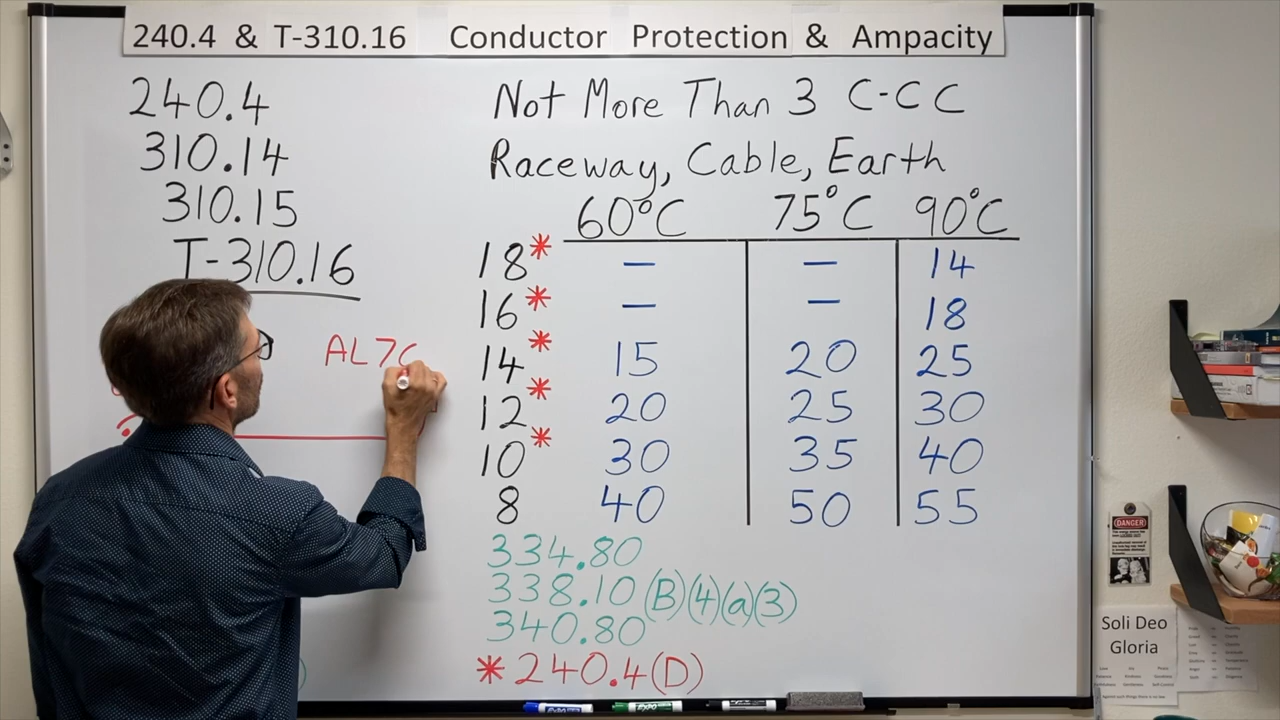 240.4 & T-310.16 Conductor Protection & Ampacity
240.4
310.14
310.15
T-310.16
AL7
Not More Than 3 C-CC
Raceway, Cable, Earth
60°C 75°C 90°C
18* — — 14
16* — — 18
14* 15 20 25
12* 20 25 30
10* 30 35 40
8 40 50 55
334.80
338.10(B)(4)(a)(3)
340.80
* 240.4(D)
DANGER
Soli Deo
Gloria
EXPO
EXPO